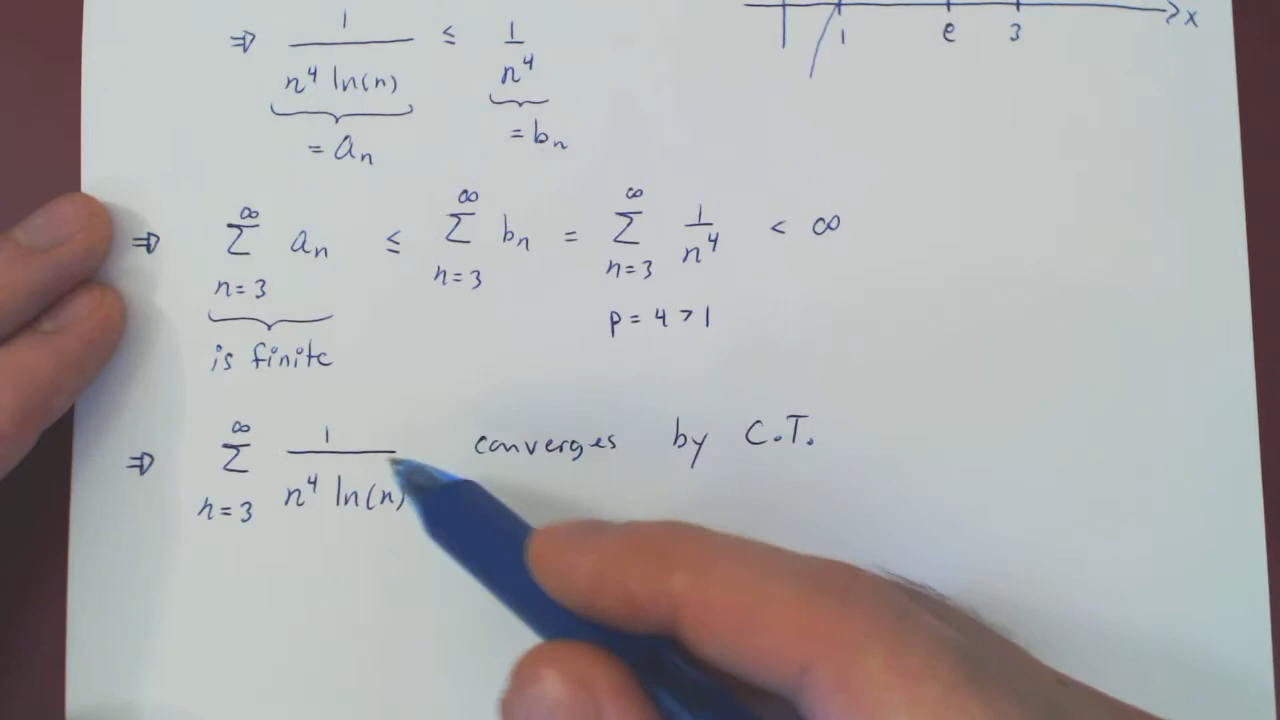 ⇒ 1/(n⁴ ln(n)) ≤ 1/n⁴
= aₙ = bₙ
1 e 3 x
⇒ ∑_{n=3}^{∞} aₙ ≤ ∑_{n=3}^{∞} bₙ = ∑_{n=3}^{∞} 1/n⁴ < ∞
p = 4 > 1
is finite
⇒ ∑_{n=3}^{∞} 1/(n⁴ ln(n)) converges by C.T.